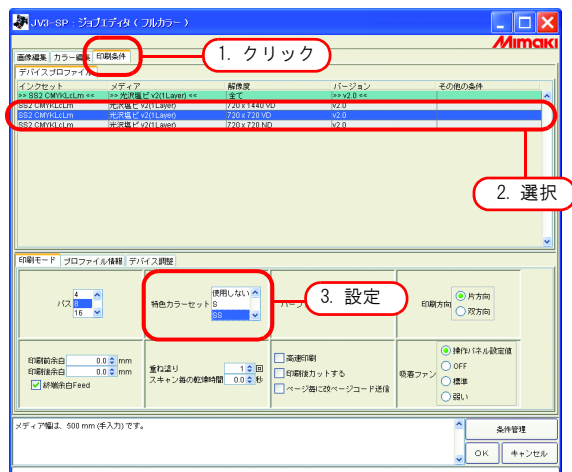 JV3-SP : ジョブエディタ ( フルカラー )
Mimaki
画像編集 カラー編集 印刷条件
1. クリック
デバイスプロファイル
インクセット メディア 解像度 バージョン その他の条件
>> SS2 CMYKLcLm << >> 光沢塩ビ v2(1Layer) << 全て >> v2.0 <<
SS2 CMYKLcLm 光沢塩ビ v2(1Layer) 720 x 1440 VD v2.0
SS2 CMYKLcLm 光沢塩ビ v2(1Layer) 720 x 720 VD v2.0
SS2 CMYKLcLm 光沢塩ビ v2(1Layer) 720 x 720 ND v2.0
2. 選択
印刷モード プロファイル情報 デバイス調整
パス 4 8 16
特色カラーセット 使用しない S SS
3. 設定
印刷方向 片方向 双方向
印刷前余白 0.0 mm
印刷後余白 0.0 mm
終端余白Feed
重ね塗り 1 回
スキャン毎の乾燥時間 0.0 秒
高速印刷
印刷後カットする
ページ毎に改ページコード送信
吸着ファン 操作パネル設定値 OFF 標準 弱い
メディア幅は、500 mm (手入力) です。
条件管理
OK キャンセル